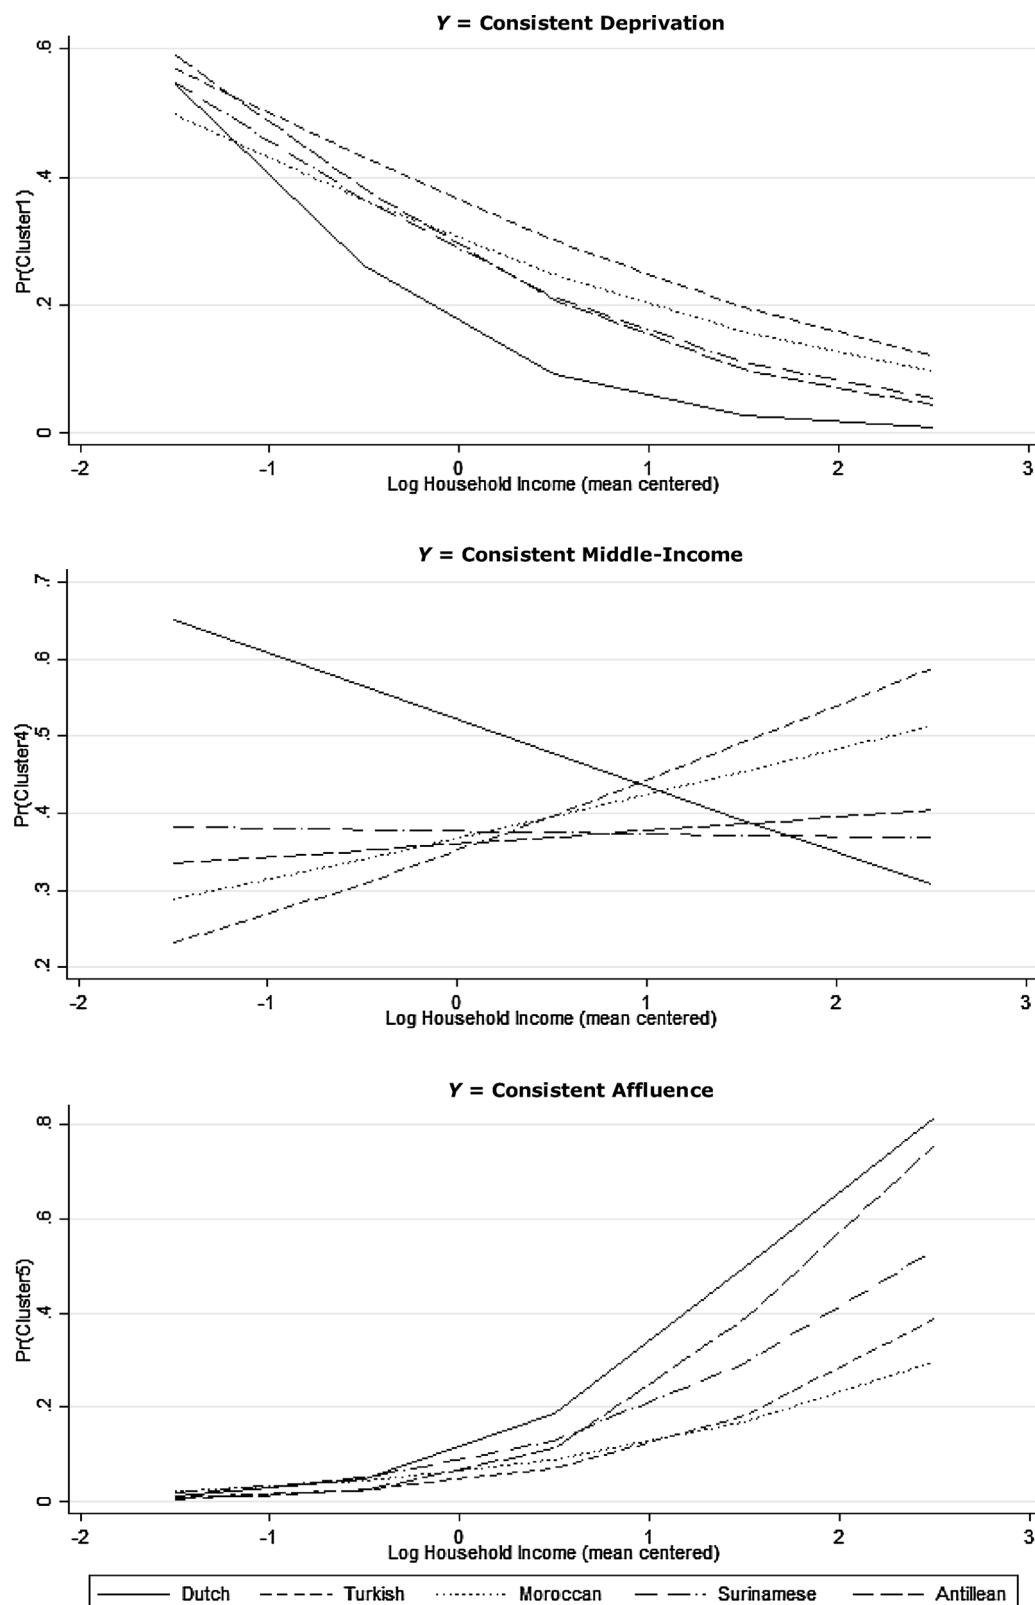 Y = Consistent Deprivation
.6
.4
.2
0
Pr(Cluster1)
-2 -1 0 1 2 3
Log Household Income (mean centered)
Y = Consistent Middle-Income
.7
.6
.5
.4
.3
.2
Pr(Cluster4)
-2 -1 0 1 2 3
Log Household Income (mean centered)
Y = Consistent Affluence
.8
.6
.4
.2
0
Pr(Cluster5)
-2 -1 0 1 2 3
Log Household Income (mean centered)
Dutch Turkish Moroccan Surinamese Antillean